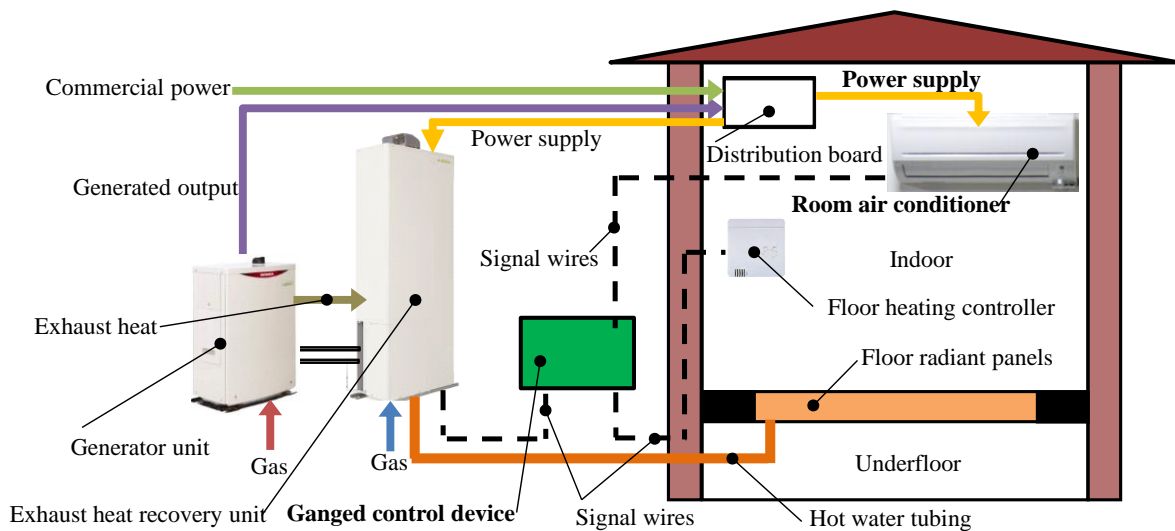 Commercial power
Power supply
Power supply
Distribution board
Generated output
Room air conditioner
Signal wires
Indoor
Floor heating controller
Exhaust heat
Floor radiant panels
Generator unit
Gas
Gas
Underfloor
Exhaust heat recovery unit
Ganged control device
Signal wires
Hot water tubing